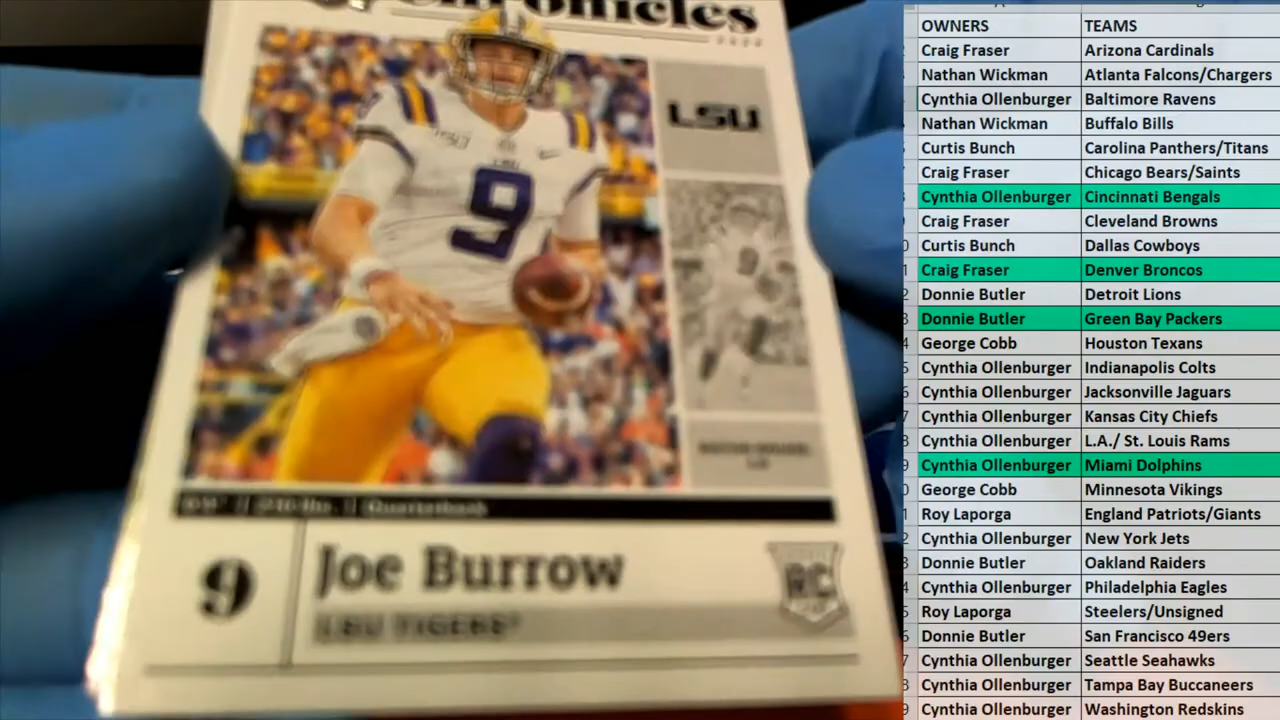 Chronicles
2020
LSU
9
Quarterback
9
Joe Burrow
RC
LSU TIGERS
OWNERS TEAMS
Craig Fraser Arizona Cardinals
Nathan Wickman Atlanta Falcons/Chargers
Cynthia Ollenburger Baltimore Ravens
Nathan Wickman Buffalo Bills
Curtis Bunch Carolina Panthers/Titans
Craig Fraser Chicago Bears/Saints
Cynthia Ollenburger Cincinnati Bengals
Craig Fraser Cleveland Browns
Curtis Bunch Dallas Cowboys
Craig Fraser Denver Broncos
Donnie Butler Detroit Lions
Donnie Butler Green Bay Packers
George Cobb Houston Texans
Cynthia Ollenburger Indianapolis Colts
Cynthia Ollenburger Jacksonville Jaguars
Cynthia Ollenburger Kansas City Chiefs
Cynthia Ollenburger L.A./ St. Louis Rams
Cynthia Ollenburger Miami Dolphins
George Cobb Minnesota Vikings
Roy Laporga England Patriots/Giants
Cynthia Ollenburger New York Jets
Donnie Butler Oakland Raiders
Cynthia Ollenburger Philadelphia Eagles
Roy Laporga Steelers/Unsigned
Donnie Butler San Francisco 49ers
Cynthia Ollenburger Seattle Seahawks
Cynthia Ollenburger Tampa Bay Buccaneers
Cynthia Ollenburger Washington Redskins